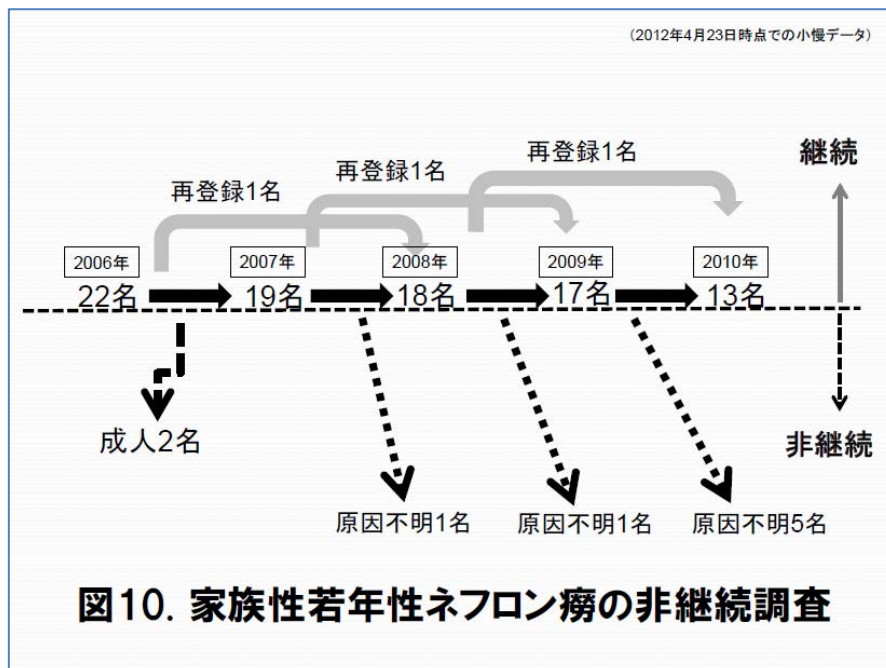 (2012年4月23日時点での小慢データ)
継続
再登録1名
再登録1名
再登録1名
2006年
2007年
2008年
2009年
2010年
22名
19名
18名
17名
13名
成人2名
非継続
原因不明1名
原因不明1名
原因不明5名
図10. 家族性若年性ネフロン癆の非継続調査